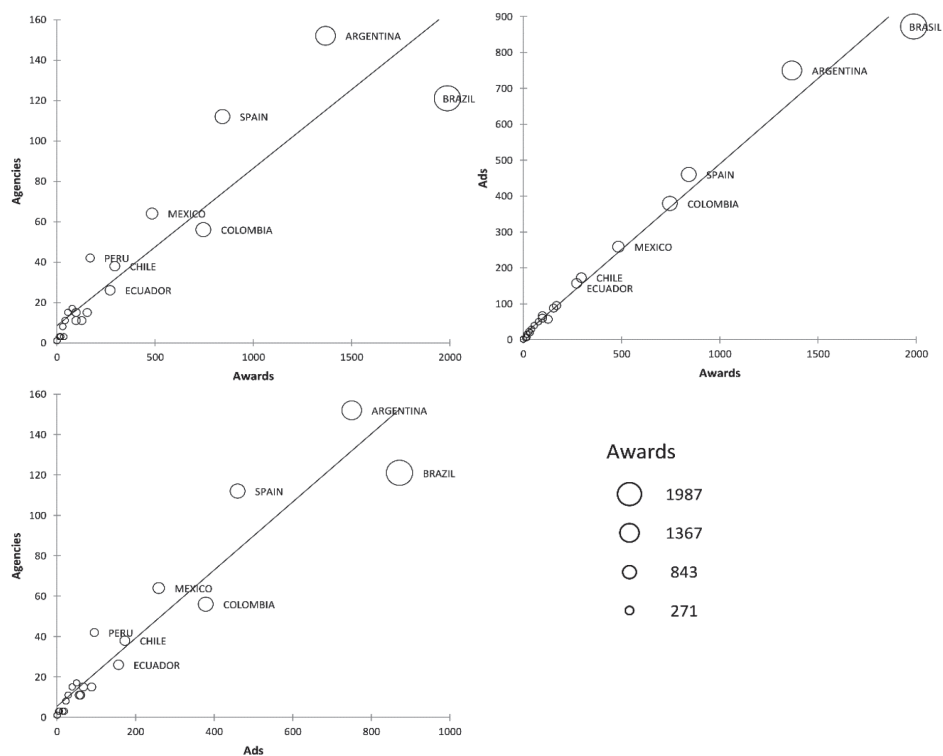 160
140
120
100
80
60
40
20
0
0 500 1000 1500 2000
Agencies
Awards
ARGENTINA
BRAZIL
SPAIN
MEXICO
COLOMBIA
PERU
CHILE
ECUADOR
900
800
700
600
500
400
300
200
100
0
0 500 1000 1500 2000
Ads
Awards
BRASIL
ARGENTINA
SPAIN
COLOMBIA
MEXICO
CHILE
ECUADOR
160
140
120
100
80
60
40
20
0
0 200 400 600 800 1000
Agencies
Ads
ARGENTINA
BRAZIL
SPAIN
MEXICO
COLOMBIA
PERU
CHILE
ECUADOR
Awards
1987
1367
843
271